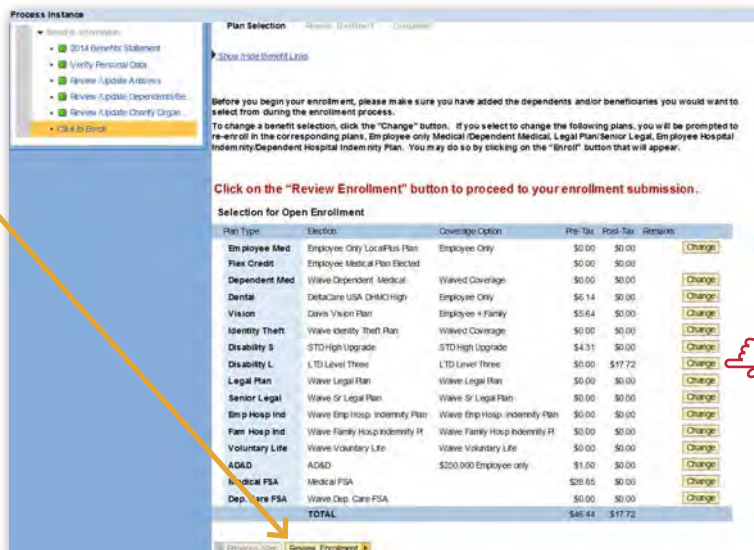 Process Instance
Benefits Information
2014 Benefits Statement
Verify Personal Data
Review /Update Address
Review /Update Dependents/Be...
Review /Update Charity Organ...
Click to Enroll
Plan Selection Review Enrollment Completed
Show /Hide Benefit Links
Before you begin your enrollment, please make sure you have added the dependents and/or beneficiaries you would want to
select from during the enrollment process.
To change a benefit selection, click the "Change" button. If you select to change the following plans, you will be prompted to
re-enroll in the corresponding plans, Employee only Medical /Dependent Medical, Legal Plan/Senior Legal, Employee Hospital
Indemnity/Dependent Hospital Indemnity Plan. You may do so by clicking on the "Enroll" button that will appear.
Click on the “Review Enrollment” button to proceed to your enrollment submission.
Selection for Open Enrollment
Plan Type Election Coverage Option Pre-Tax Post-Tax Remarks
Employee Med Employee Only LocalPlus Plan Employee Only $0.00 $0.00 Change
Flex Credit Employee Medical Plan Elected $0.00 $0.00
Dependent Med Waive Dependent Medical Waived Coverage $0.00 $0.00 Change
Dental DeltaCare USA DHMO High Employee Only $6.14 $0.00 Change
Vision Davis Vision Plan Employee + Family $5.64 $0.00 Change
Identity Theft Waive Identity Theft Plan Waived Coverage $0.00 $0.00 Change
Disability S STD High Upgrade STD High Upgrade $4.31 $0.00 Change
Disability L LTD Level Three LTD Level Three $0.00 $17.72 Change
Legal Plan Waive Legal Plan Waive Legal Plan $0.00 $0.00 Change
Senior Legal Waive Sr Legal Plan Waive Sr Legal Plan $0.00 $0.00 Change
Emp Hosp Ind Waive Emp Hosp. Indemnity Plan Waive Emp Hosp. Indemnity Plan $0.00 $0.00 Change
Fam Hosp Ind Waive Family Hosp Indemnity Pl Waive Family Hosp Indemnity Pl $0.00 $0.00 Change
Voluntary Life Waive Voluntary Life Waive Voluntary Life $0.00 $0.00 Change
AD&D AD&D $250,000 Employee only $1.50 $0.00 Change
Medical FSA Medical FSA $28.85 $0.00 Change
Dep. Care FSA Waive Dep. Care FSA $0.00 $0.00 Change
TOTAL $46.44 $17.72
Previous Step Review Enrollment